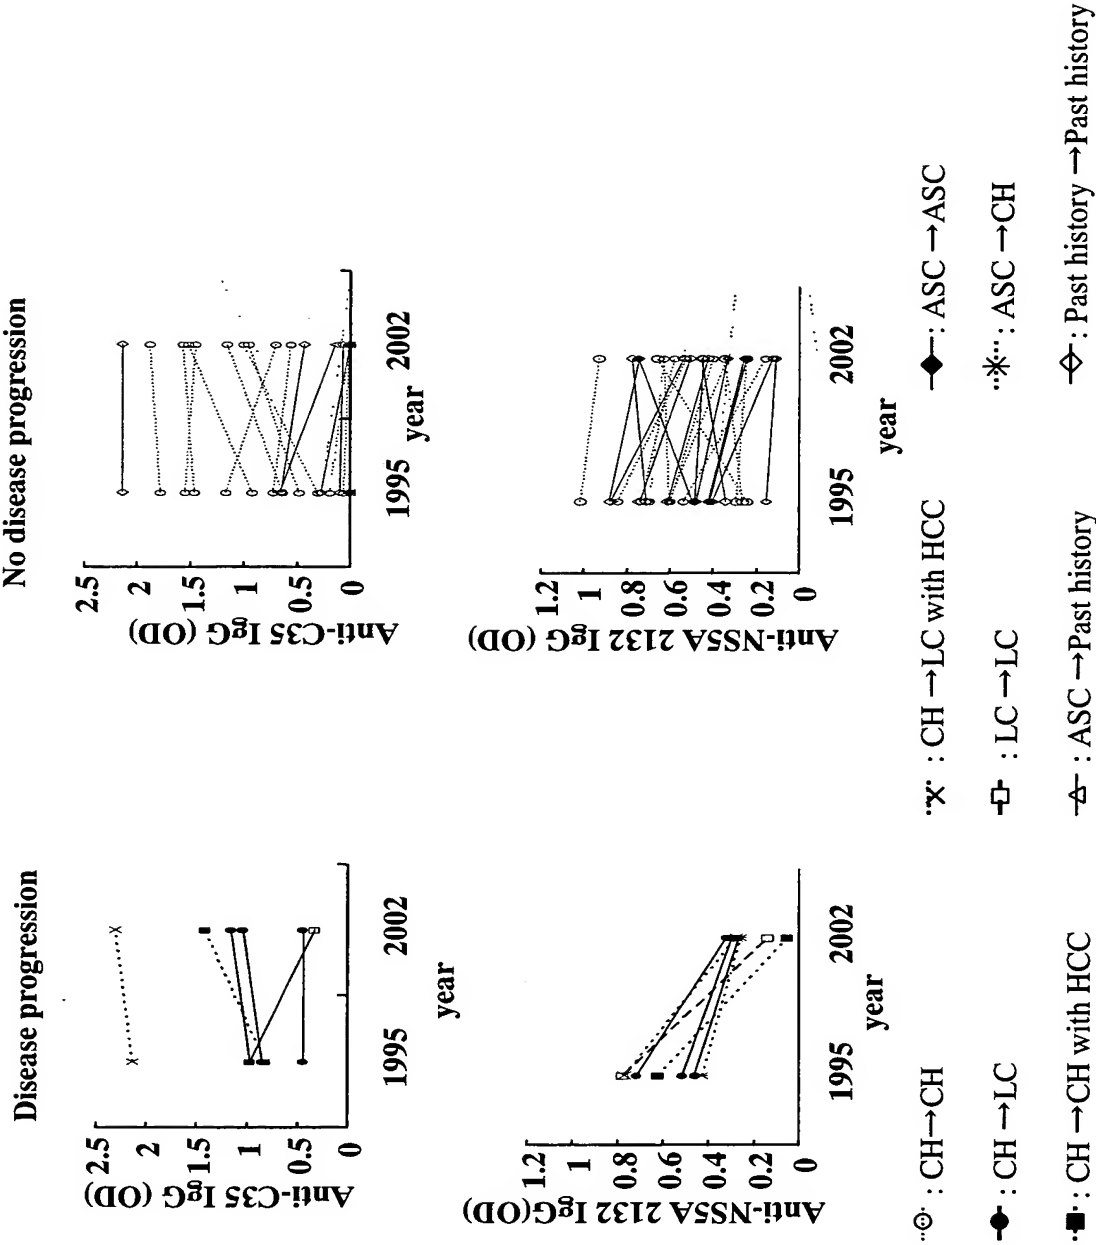 Disease progression
No disease progression
Anti-C35 IgG (OD)
2.5
2
1.5
1
0.5
0
1995
2002
year
Anti-C35 IgG (OD)
2.5
2
1.5
1
0.5
0
1995
2002
year
Anti-NS5A 2132 IgG(OD)
1.2
1
0.8
0.6
0.4
0.2
0
1995
2002
year
Anti-NS5A 2132 IgG (OD)
1.2
1
0.8
0.6
0.4
0.2
0
1995
2002
year
: CH→CH
: CH →LC with HCC
: ASC →ASC
: CH →LC
: LC →LC
: ASC →CH
: CH →CH with HCC
: ASC →Past history
: Past history →Past history